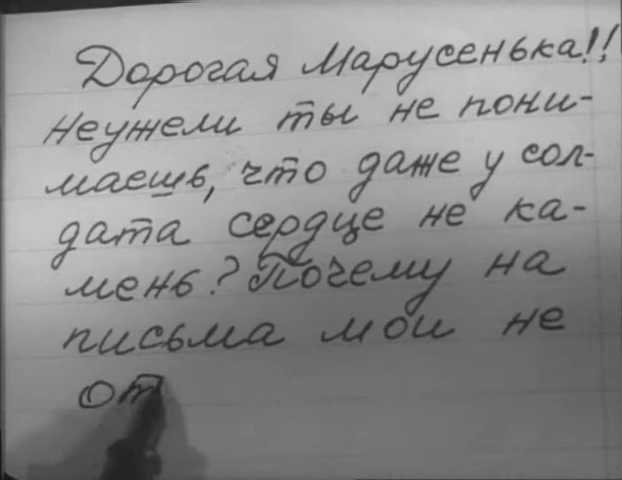 Дорогая Марусенька!!
Неужели ты не пони-
маешь, что даже у сол-
дата сердце не ка-
мень? Почему на
письма мои не
от